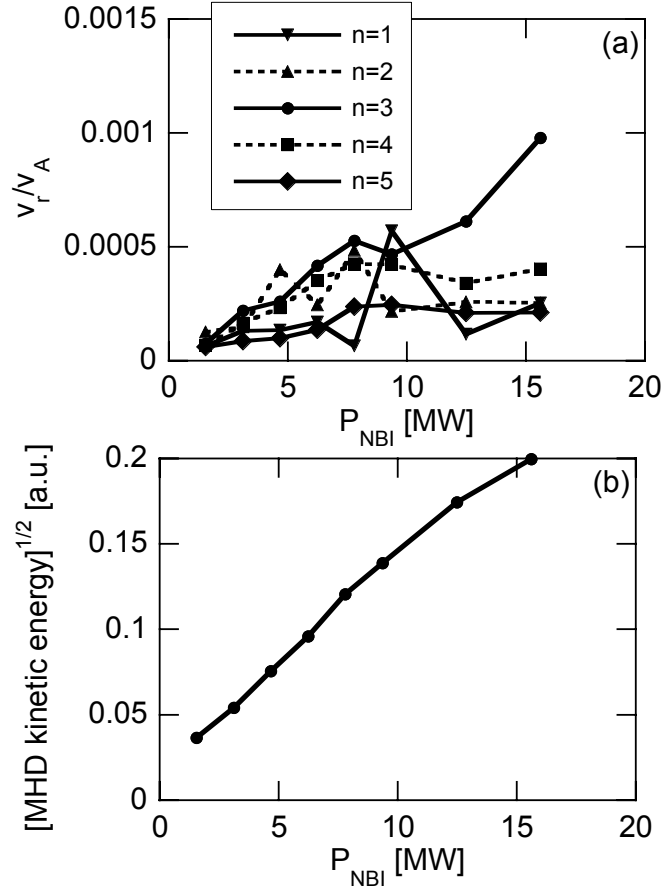 0.0015
0.001
0.0005
0
v_r/v_A
n=1
n=2
n=3
n=4
n=5
(a)
0 5 10 15 20
P_NBI [MW]
0.2
0.15
0.1
0.05
0
[MHD kinetic energy]^1/2 [a.u.]
(b)
0 5 10 15 20
P_NBI [MW]